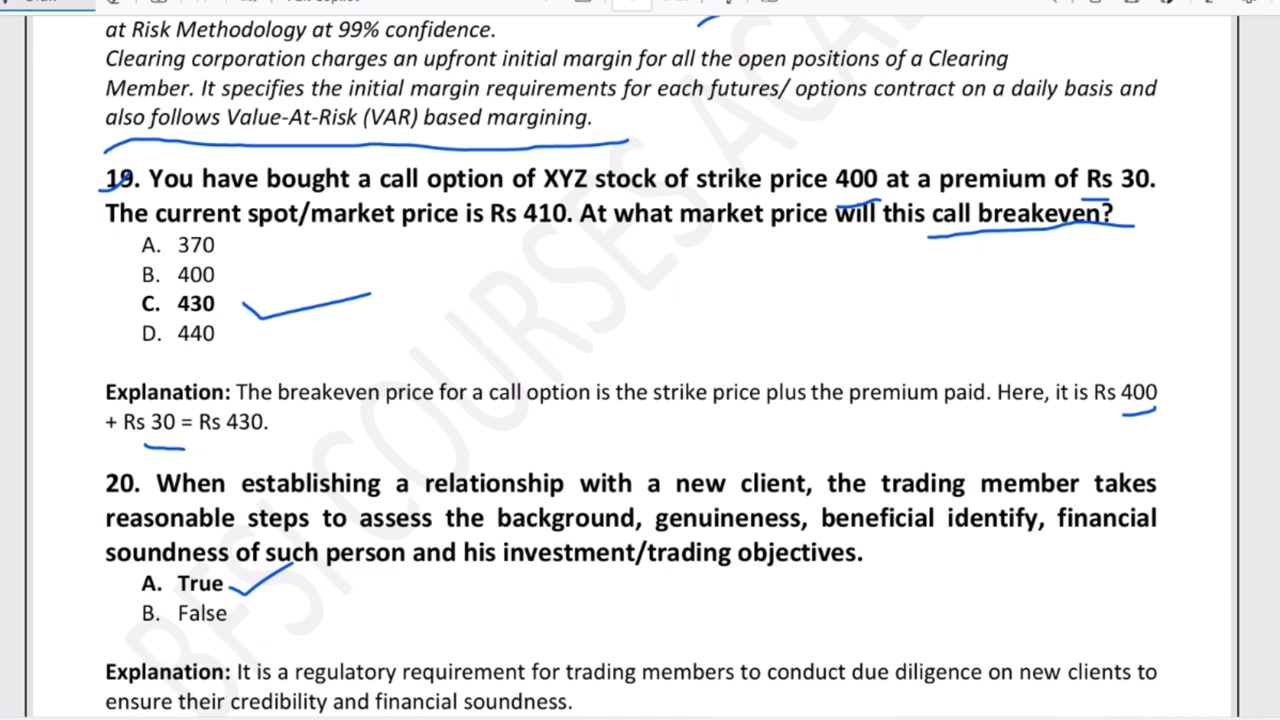 at Risk Methodology at 99% confidence.
Clearing corporation charges an upfront initial margin for all the open positions of a Clearing
Member. It specifies the initial margin requirements for each futures/ options contract on a daily basis and
also follows Value-At-Risk (VAR) based margining.
19. You have bought a call option of XYZ stock of strike price 400 at a premium of Rs 30.
The current spot/market price is Rs 410. At what market price will this call breakeven?
A. 370
B. 400
C. 430
D. 440
Explanation: The breakeven price for a call option is the strike price plus the premium paid. Here, it is Rs 400
+ Rs 30 = Rs 430.
20. When establishing a relationship with a new client, the trading member takes
reasonable steps to assess the background, genuineness, beneficial identify, financial
soundness of such person and his investment/trading objectives.
A. True
B. False
Explanation: It is a regulatory requirement for trading members to conduct due diligence on new clients to
ensure their credibility and financial soundness.
BFSI COURSES ACA